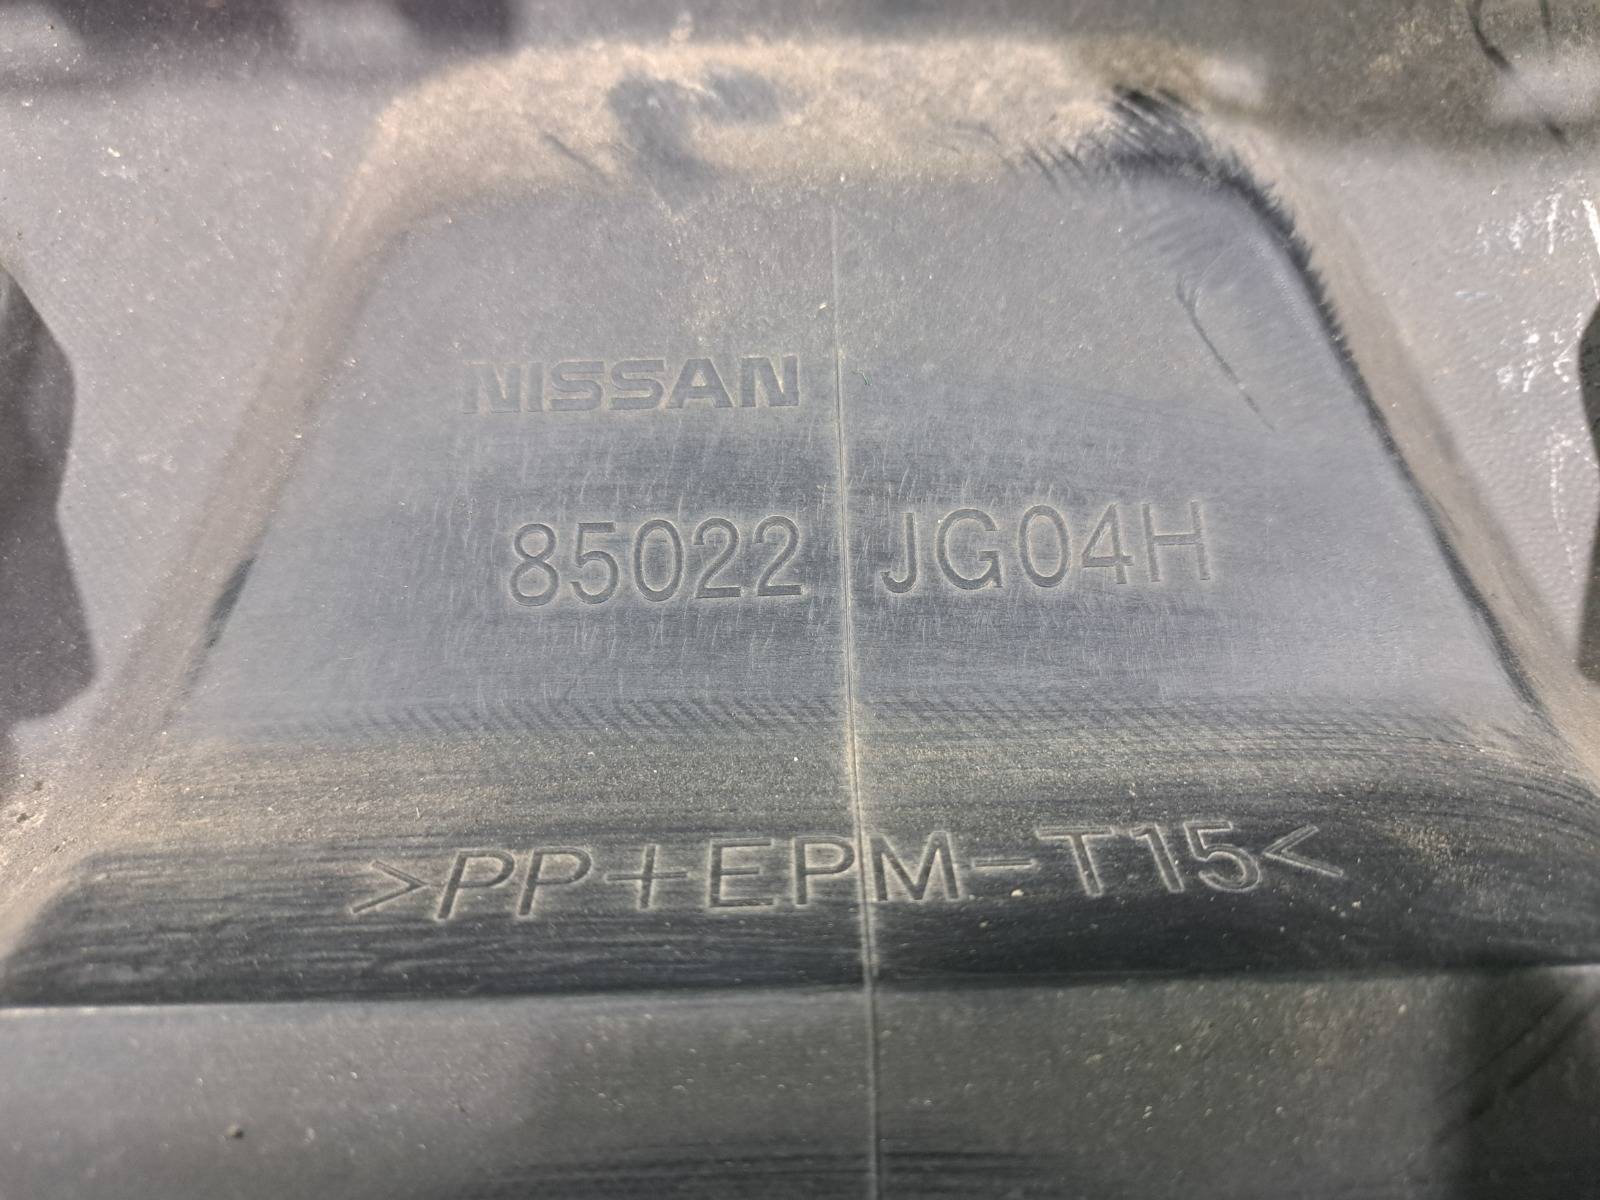 NISSAN
85022 JG04H
>PP+EPM-T15<